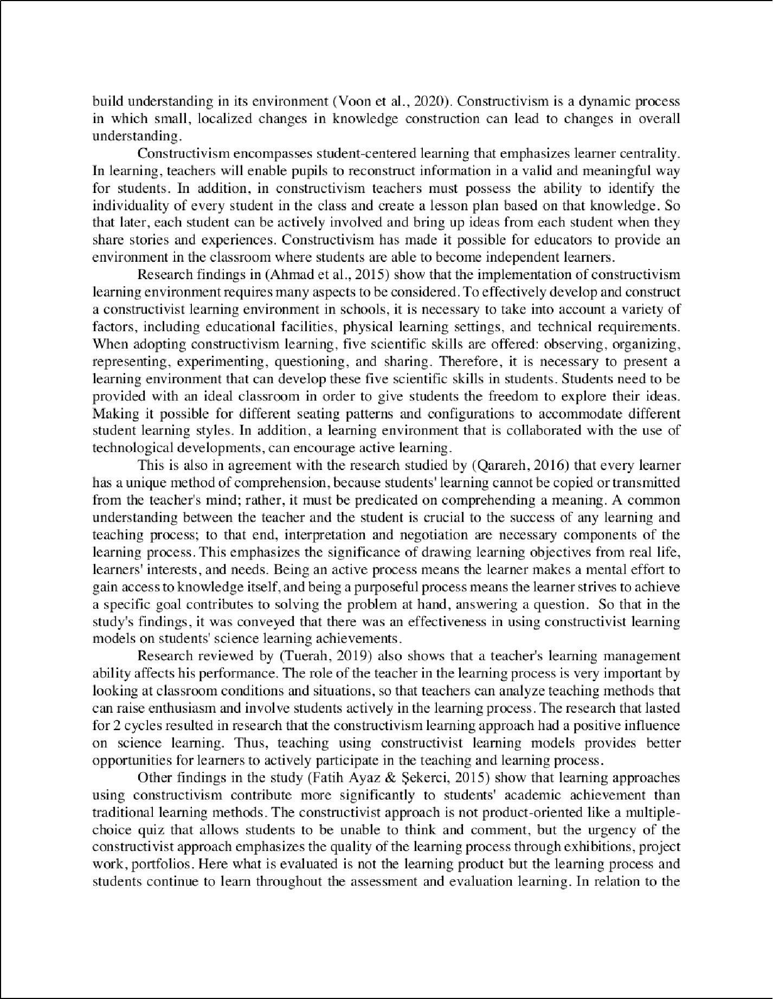 build understanding in its environment (Voon et al., 2020). Constructivism is a dynamic process
in which small, localized changes in knowledge construction can lead to changes in overall
understanding.
Constructivism encompasses student-centered learning that emphasizes learner centrality.
In learning, teachers will enable pupils to reconstruct information in a valid and meaningful way
for students. In addition, in constructivism teachers must possess the ability to identify the
individuality of every student in the class and create a lesson plan based on that knowledge. So
that later, each student can be actively involved and bring up ideas from each student when they
share stories and experiences. Constructivism has made it possible for educators to provide an
environment in the classroom where students are able to become independent learners.
Research findings in (Ahmad et al., 2015) show that the implementation of constructivism
learning environment requires many aspects to be considered. To effectively develop and construct
a constructivist learning environment in schools, it is necessary to take into account a variety of
factors, including educational facilities, physical learning settings, and technical requirements.
When adopting constructivism learning, five scientific skills are offered: observing, organizing,
representing, experimenting, questioning, and sharing. Therefore, it is necessary to present a
learning environment that can develop these five scientific skills in students. Students need to be
provided with an ideal classroom in order to give students the freedom to explore their ideas.
Making it possible for different seating patterns and configurations to accommodate different
student learning styles. In addition, a learning environment that is collaborated with the use of
technological developments, can encourage active learning.
This is also in agreement with the research studied by (Qarareh, 2016) that every learner
has a unique method of comprehension, because students' learning cannot be copied or transmitted
from the teacher's mind; rather, it must be predicated on comprehending a meaning. A common
understanding between the teacher and the student is crucial to the success of any learning and
teaching process; to that end, interpretation and negotiation are necessary components of the
learning process. This emphasizes the significance of drawing learning objectives from real life,
learners' interests, and needs. Being an active process means the learner makes a mental effort to
gain access to knowledge itself, and being a purposeful process means the learner strives to achieve
a specific goal contributes to solving the problem at hand, answering a question.  So that in the
study's findings, it was conveyed that there was an effectiveness in using constructivist learning
models on students' science learning achievements.
Research reviewed by (Tuerah, 2019) also shows that a teacher's learning management
ability affects his performance. The role of the teacher in the learning process is very important by
looking at classroom conditions and situations, so that teachers can analyze teaching methods that
can raise enthusiasm and involve students actively in the learning process. The research that lasted
for 2 cycles resulted in research that the constructivism learning approach had a positive influence
on science learning. Thus, teaching using constructivist learning models provides better
opportunities for learners to actively participate in the teaching and learning process.
Other findings in the study (Fatih Ayaz & Şekerci, 2015) show that learning approaches
using constructivism contribute more significantly to students' academic achievement than
traditional learning methods. The constructivist approach is not product-oriented like a multiple-
choice quiz that allows students to be unable to think and comment, but the urgency of the
constructivist approach emphasizes the quality of the learning process through exhibitions, project
work, portfolios. Here what is evaluated is not the learning product but the learning process and
students continue to learn throughout the assessment and evaluation learning. In relation to the